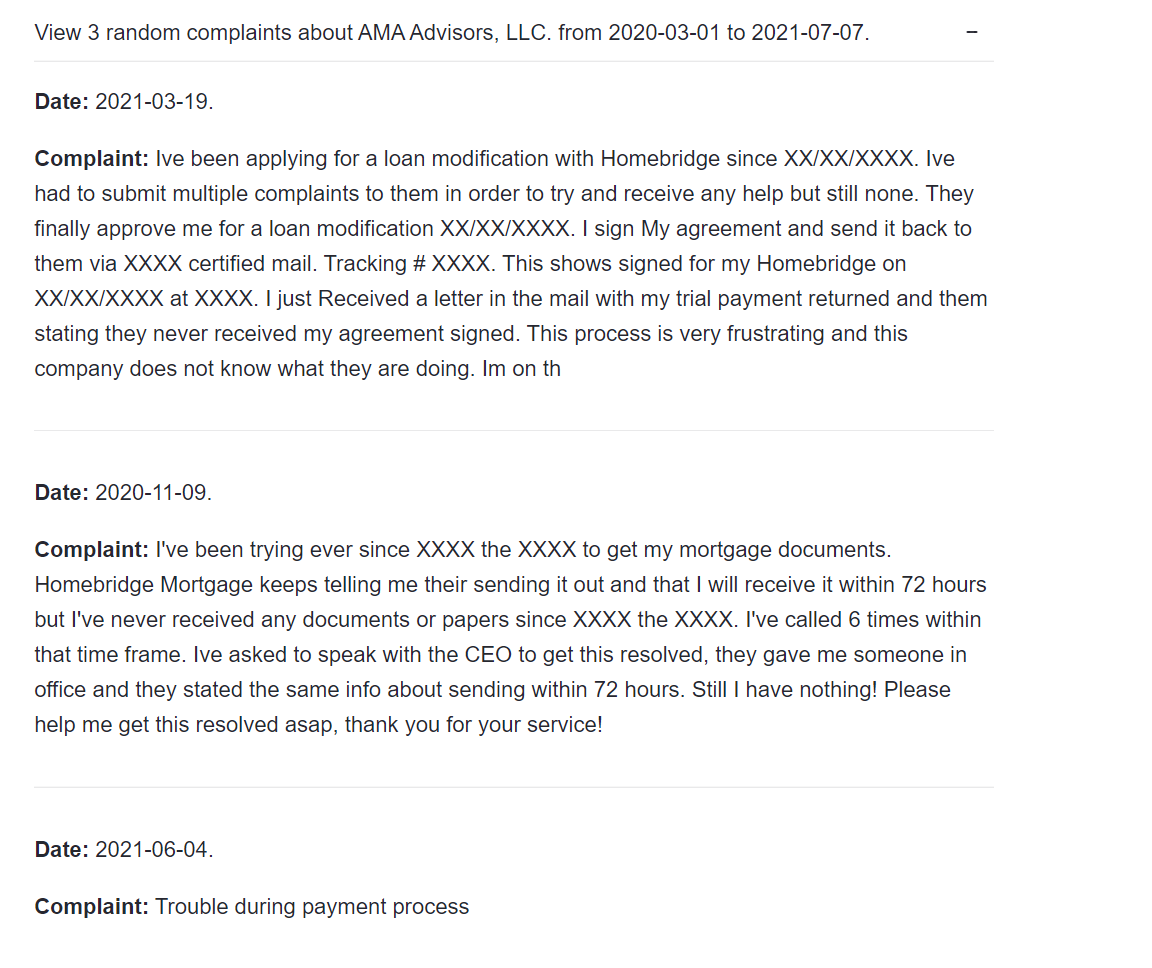 View 3 random complaints about AMA Advisors, LLC. from 2020-03-01 to 2021-07-07. −
Date: 2021-03-19.
Complaint: Ive been applying for a loan modification with Homebridge since XX/XX/XXXX. Ive
had to submit multiple complaints to them in order to try and receive any help but still none. They
finally approve me for a loan modification XX/XX/XXXX. I sign My agreement and send it back to
them via XXXX certified mail. Tracking # XXXX. This shows signed for my Homebridge on
XX/XX/XXXX at XXXX. I just Received a letter in the mail with my trial payment returned and them
stating they never received my agreement signed. This process is very frustrating and this
company does not know what they are doing. Im on th
Date: 2020-11-09.
Complaint: I've been trying ever since XXXX the XXXX to get my mortgage documents.
Homebridge Mortgage keeps telling me their sending it out and that I will receive it within 72 hours
but I've never received any documents or papers since XXXX the XXXX. I've called 6 times within
that time frame. Ive asked to speak with the CEO to get this resolved, they gave me someone in
office and they stated the same info about sending within 72 hours. Still I have nothing! Please
help me get this resolved asap, thank you for your service!
Date: 2021-06-04.
Complaint: Trouble during payment process